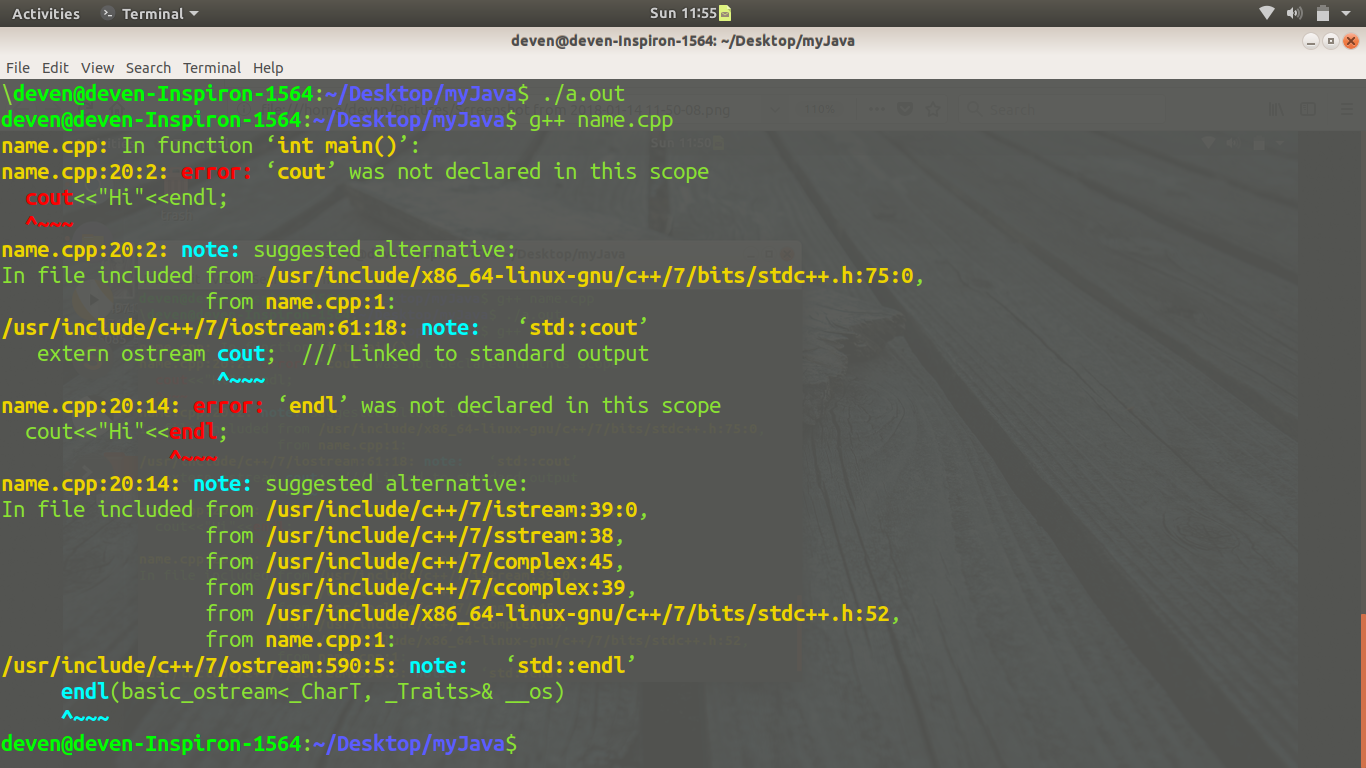 Activities Terminal Sun 11:55
deven@deven-Inspiron-1564: ~/Desktop/myJava
File Edit View Search Terminal Help
\deven@deven-Inspiron-1564:~/Desktop/myJava$ ./a.out
deven@deven-Inspiron-1564:~/Desktop/myJava$ g++ name.cpp
name.cpp: In function ‘int main()’:
name.cpp:20:2: error: ‘cout’ was not declared in this scope
  cout<<"Hi"<<endl;
  ^~~~
name.cpp:20:2: note: suggested alternative:
In file included from /usr/include/x86_64-linux-gnu/c++/7/bits/stdc++.h:75:0,
                 from name.cpp:1:
/usr/include/c++/7/iostream:61:18: note:   ‘std::cout’
   extern ostream cout;  /// Linked to standard output
                  ^~~~
name.cpp:20:14: error: ‘endl’ was not declared in this scope
  cout<<"Hi"<<endl;
              ^~~~
name.cpp:20:14: note: suggested alternative:
In file included from /usr/include/c++/7/istream:39:0,
                 from /usr/include/c++/7/sstream:38,
                 from /usr/include/c++/7/complex:45,
                 from /usr/include/c++/7/ccomplex:39,
                 from /usr/include/x86_64-linux-gnu/c++/7/bits/stdc++.h:52,
                 from name.cpp:1:
/usr/include/c++/7/ostream:590:5: note:   ‘std::endl’
     endl(basic_ostream<_CharT, _Traits>& __os)
     ^~~~
deven@deven-Inspiron-1564:~/Desktop/myJava$